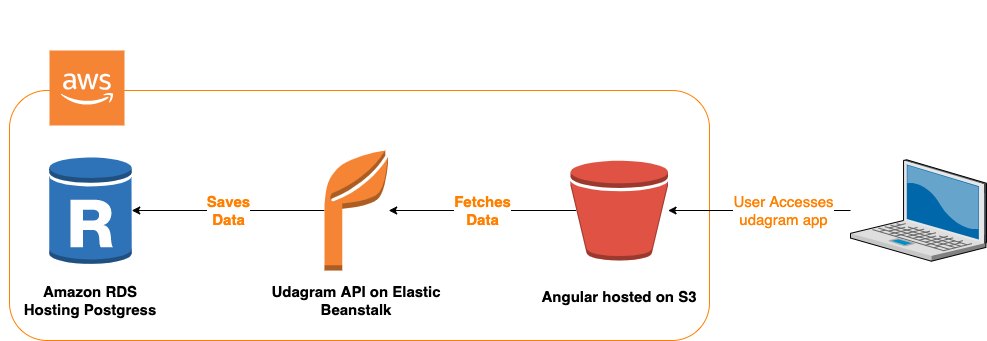 aws
R
Saves
Data
Fetches
Data
User Accesses
udagram app
Amazon RDS
Hosting Postgress
Udagram API on Elastic
Beanstalk
Angular hosted on S3